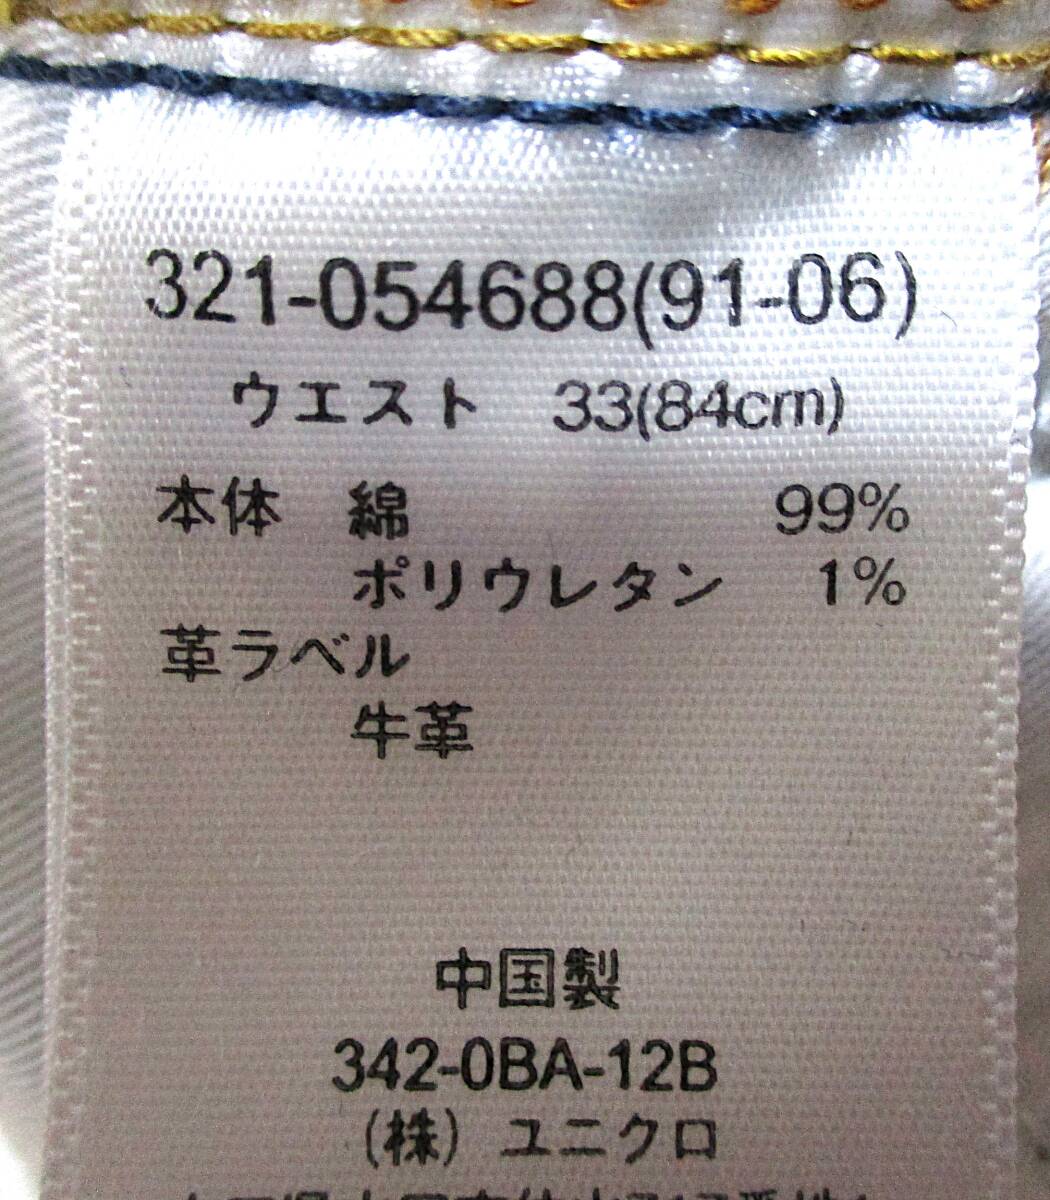 321-054688(91-06)
ウエスト 33(84cm)
本体 綿 99%
ポリウレタン 1%
革ラベル
牛革
中国製
342-0BA-12B
(株) ユニクロ